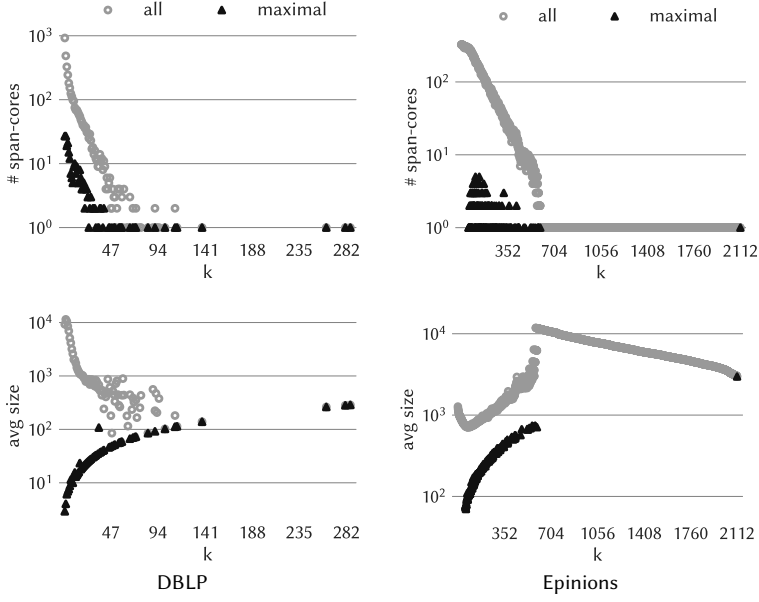 all maximal
# span-cores
10³
10²
10¹
10⁰
47 94 141 188 235 282
k
all maximal
# span-cores
10²
10¹
10⁰
352 704 1056 1408 1760 2112
k
avg size
10⁴
10³
10²
10¹
47 94 141 188 235 282
k
DBLP
avg size
10⁴
10³
10²
352 704 1056 1408 1760 2112
k
Epinions